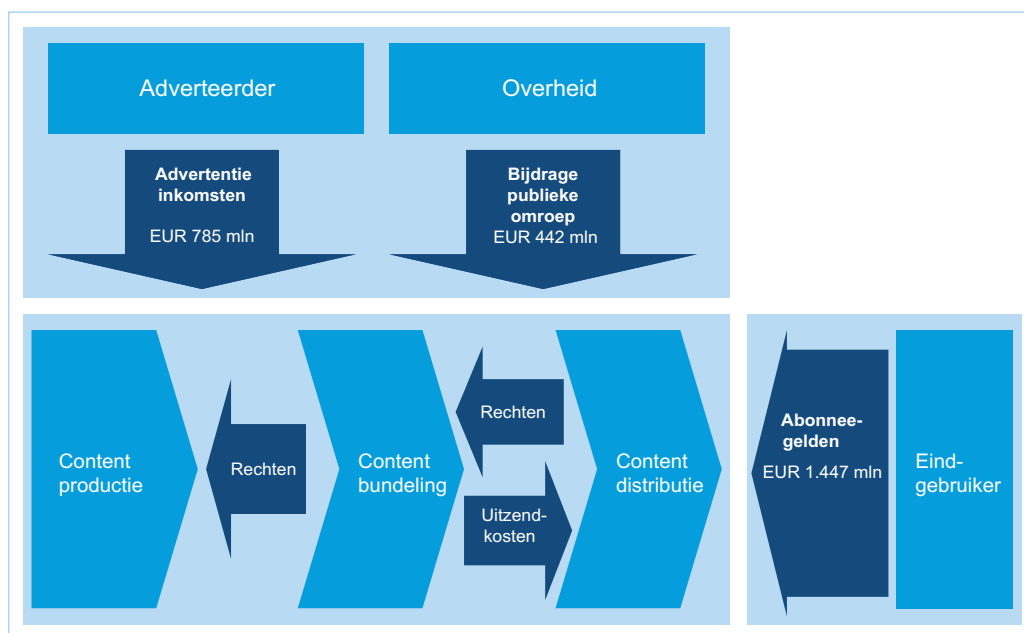 Adverteerder
Overheid
Advertentie
inkomsten
EUR 785 mln
Bijdrage
publieke
omroep
EUR 442 mln
Content
productie
Rechten
Content
bundeling
Rechten
Uitzend-
kosten
Content
distributie
Abonnee-
gelden
EUR 1.447 mln
Eind-
gebruiker